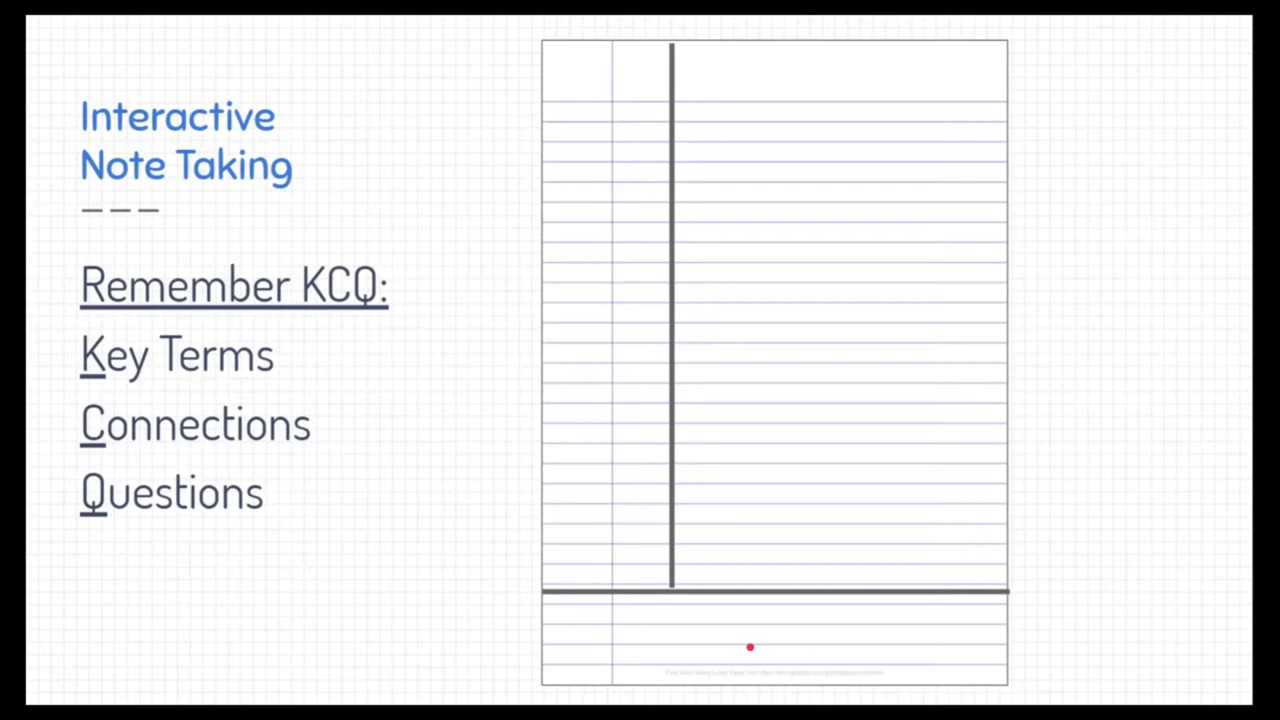 Interactive
Note Taking
Remember KCQ:
Key Terms
Connections
Questions